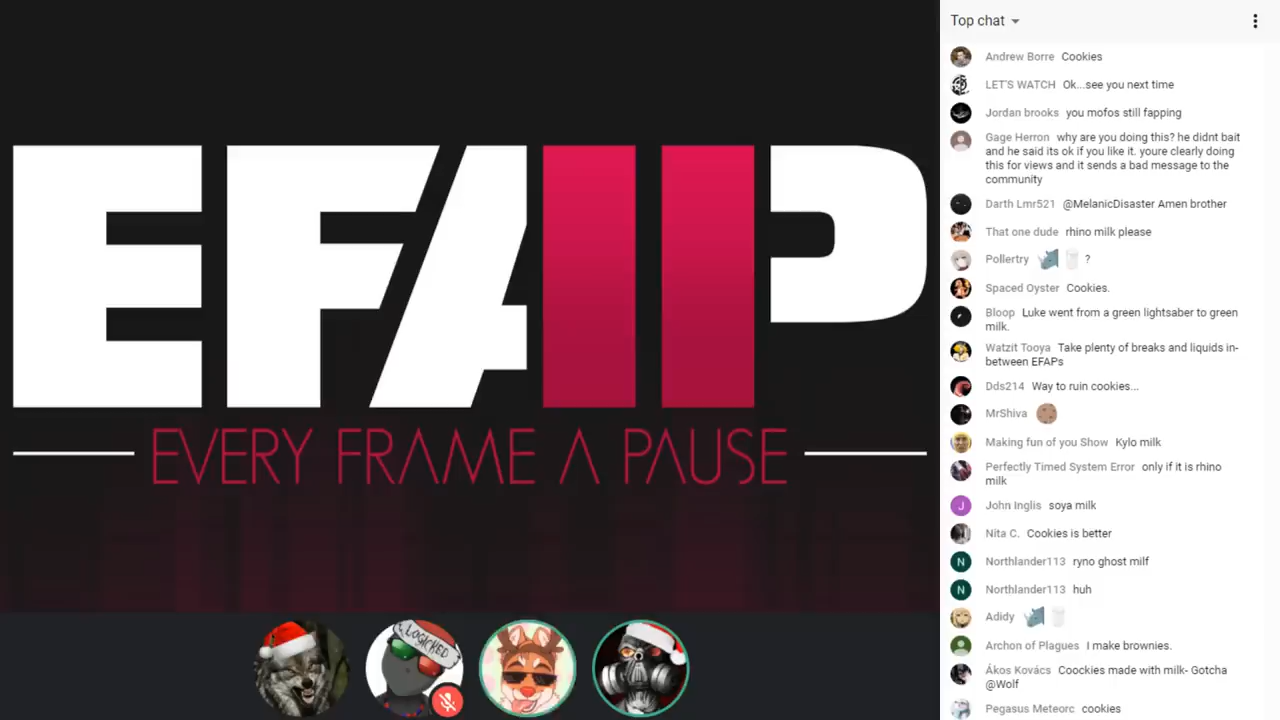 EFAP
EVERY FRAME A PAUSE
LOGICKED
Top chat
Andrew Borre Cookies
LET'S WATCH Ok...see you next time
Jordan brooks you mofos still fapping
Gage Herron why are you doing this? he didnt bait
and he said its ok if you like it. youre clearly doing
this for views and it sends a bad message to the
community
Darth Lmr521 @MelanicDisaster Amen brother
That one dude rhino milk please
Pollertry ?
Spaced Oyster Cookies.
Bloop Luke went from a green lightsaber to green
milk.
Watzit Tooya Take plenty of breaks and liquids in-
between EFAPs
Dds214 Way to ruin cookies...
MrShiva
Making fun of you Show Kylo milk
Perfectly Timed System Error only if it is rhino
milk
J John Inglis soya milk
Nita C. Cookies is better
N Northlander113 ryno ghost milf
N Northlander113 huh
Adidy
Archon of Plagues I make brownies.
Ákos Kovács Coockies made with milk- Gotcha
@Wolf
Pegasus Meteorc cookies